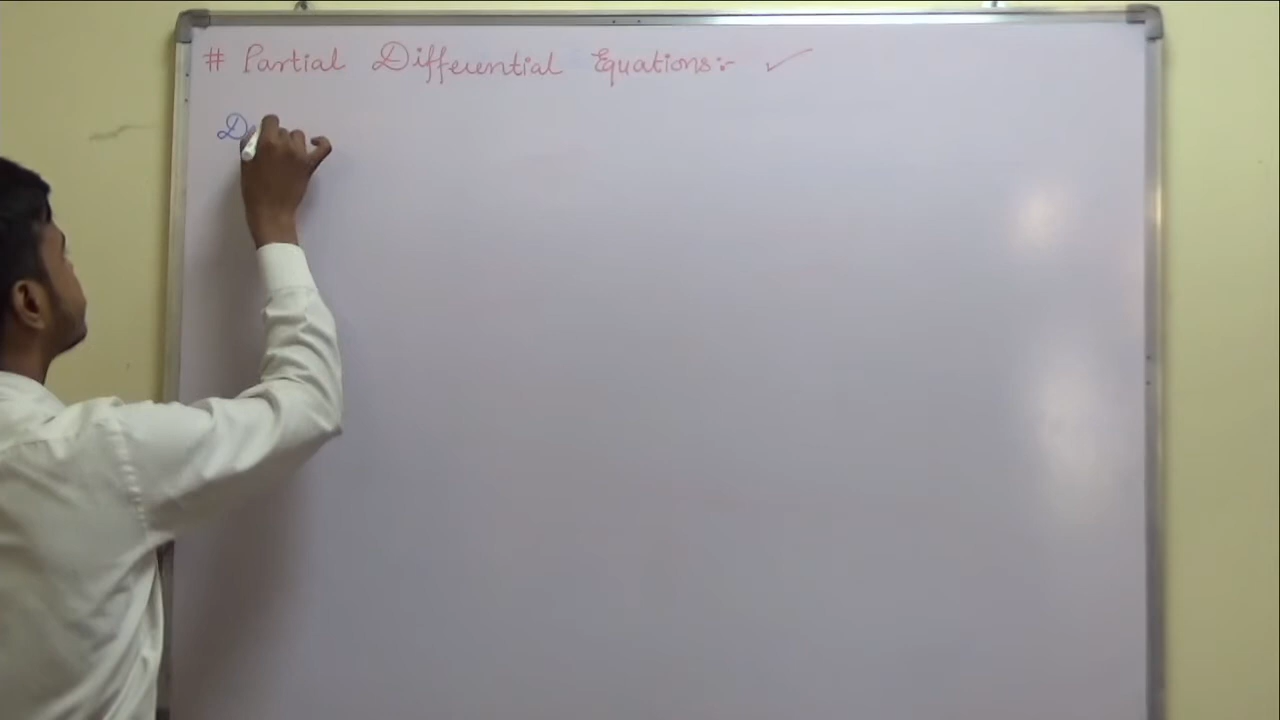 # Partial Differential Equations:- ✓
D